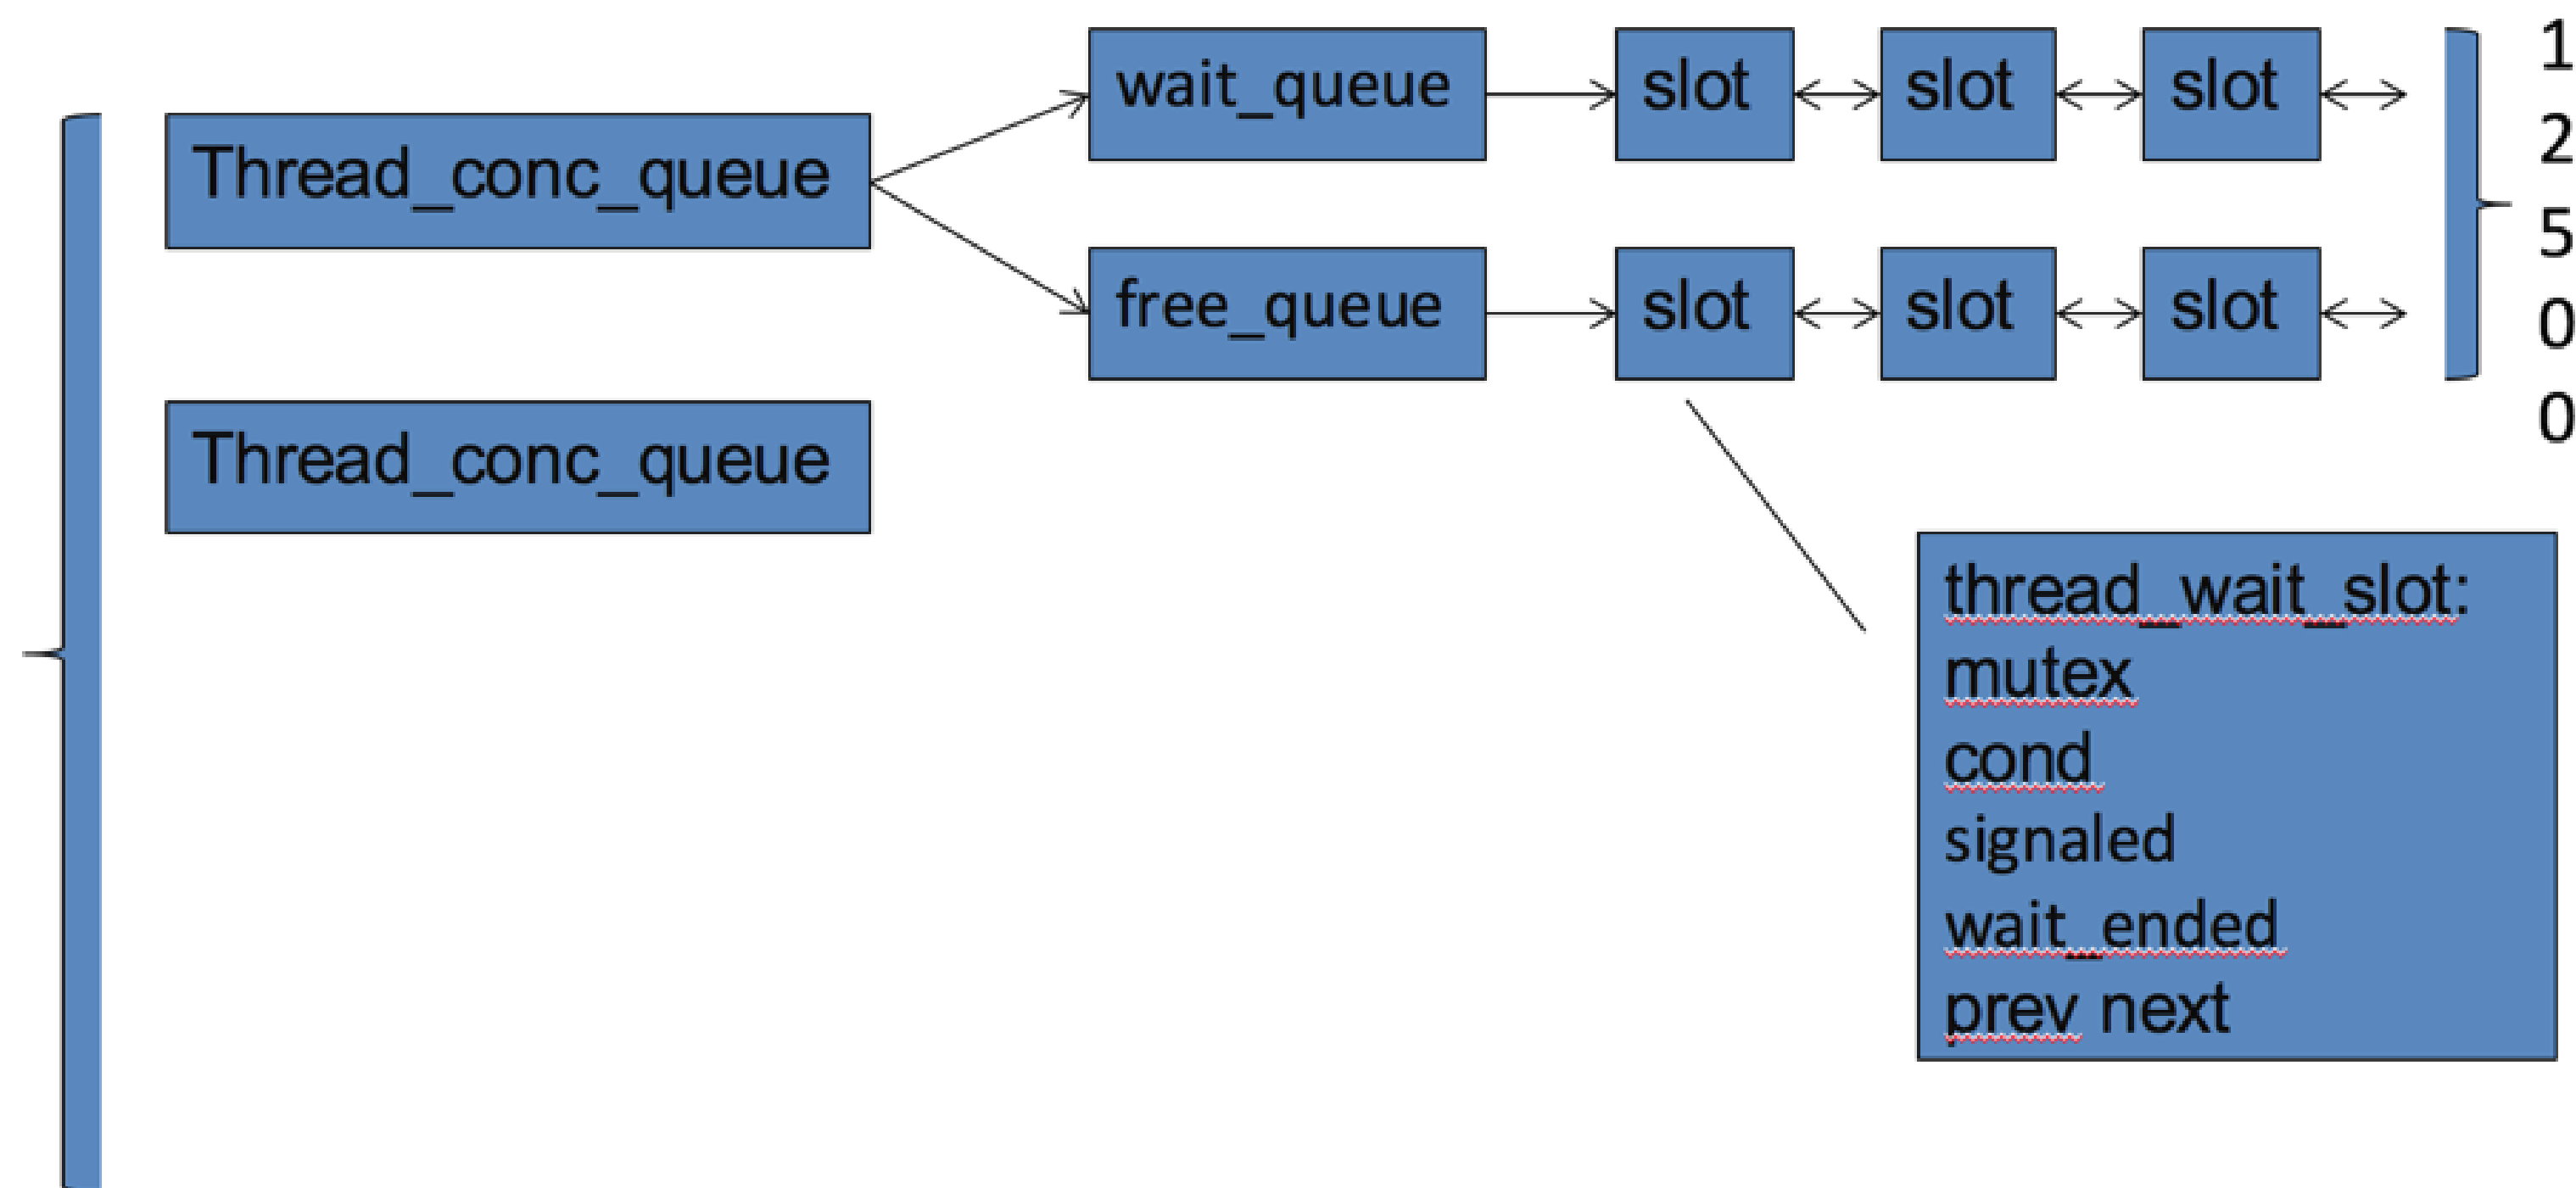 Thread_conc_queue
wait_queue
slot
slot
slot
1
2
5
0
0
free_queue
slot
slot
slot
Thread_conc_queue
thread_wait_slot:
mutex
cond
signaled
wait_ended
prev next